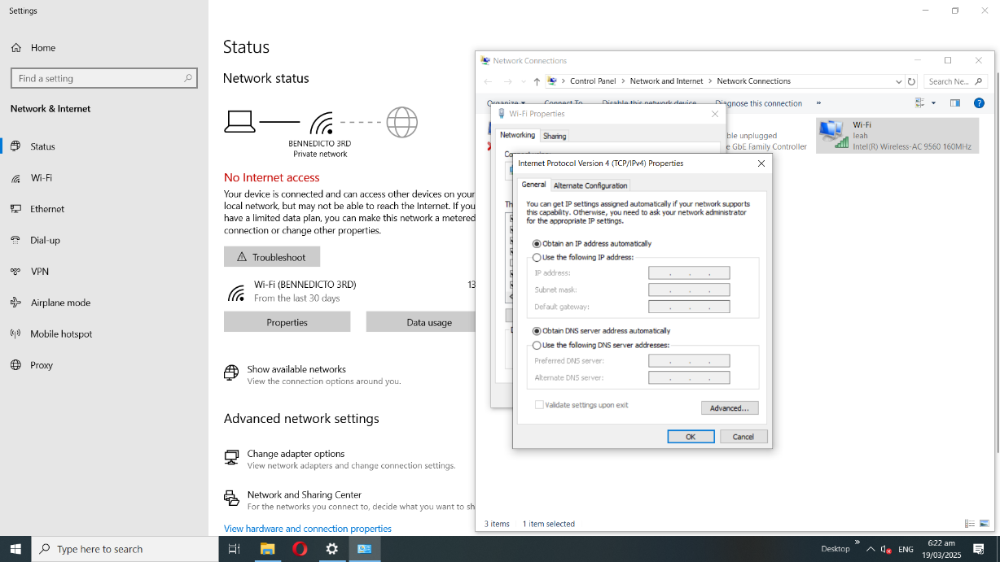 Settings
Home
Find a setting
Network & Internet
Status
Wi-Fi
Ethernet
Dial-up
VPN
Airplane mode
Mobile hotspot
Proxy
Status
Network status
BENNEDICTO 3RD
Private network
No Internet access
Your device is connected and can access other devices on your
local network, but may not be able to reach the Internet. If you
have a limited data plan, you can make this network a metered
connection or change other properties.
Troubleshoot
Wi-Fi (BENNEDICTO 3RD)
13
From the last 30 days
Properties
Data usage
Show available networks
View the connection options around you.
Advanced network settings
Change adapter options
View network adapters and change connection settings.
Network and Sharing Center
For the networks you connect to, decide what you want to sh
View hardware and connection properties
Network Connections
Control Panel > Network and Internet > Network Connections
Search Ne...
Organize
Connect To
Disable this network device
Diagnose this connection
»
ble unplugged
e GbE Family Controller
Wi-Fi
leah
Intel(R) Wireless-AC 9560 160MHz
Wi-Fi Properties
Networking
Sharing
Th
Internet Protocol Version 4 (TCP/IPv4) Properties
General
Alternate Configuration
You can get IP settings assigned automatically if your network supports
this capability. Otherwise, you need to ask your network administrator
for the appropriate IP settings.
Obtain an IP address automatically
Use the following IP address:
IP address:
Subnet mask:
Default gateway:
Obtain DNS server address automatically
Use the following DNS server addresses:
Preferred DNS server:
Alternate DNS server:
Validate settings upon exit
Advanced...
OK
Cancel
3 items
1 item selected
Type here to search
Desktop
»
ENG
6:22 am
19/03/2025